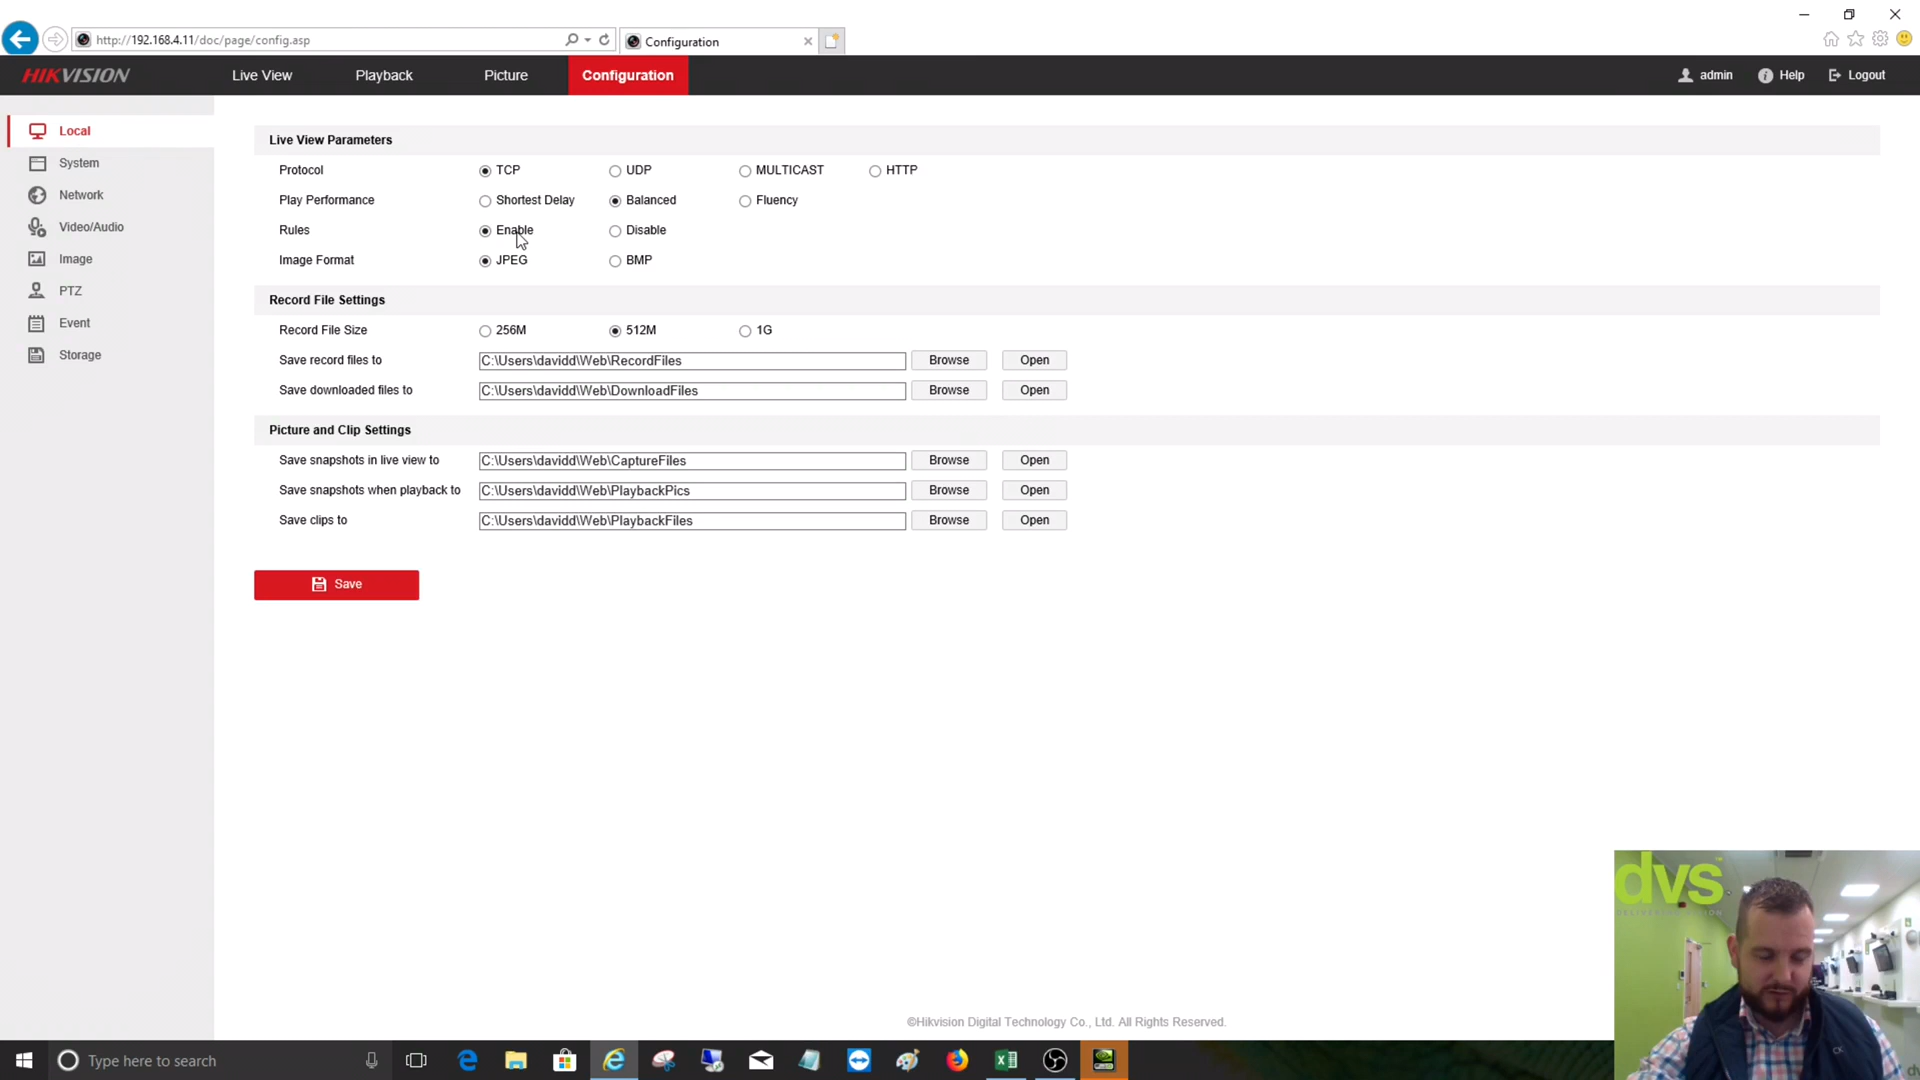 http://192.168.4.11/doc/page/config.asp
Configuration
HIKVISION
Live View
Playback
Picture
Configuration
admin
Help
Logout
Local
System
Network
Video/Audio
Image
PTZ
Event
Storage
Live View Parameters
Protocol TCP UDP MULTICAST HTTP
Play Performance Shortest Delay Balanced Fluency
Rules Enable Disable
Image Format JPEG BMP
Record File Settings
Record File Size 256M 512M 1G
Save record files to C:\Users\davidd\Web\RecordFiles Browse Open
Save downloaded files to C:\Users\davidd\Web\DownloadFiles Browse Open
Picture and Clip Settings
Save snapshots in live view to C:\Users\davidd\Web\CaptureFiles Browse Open
Save snapshots when playback to C:\Users\davidd\Web\PlaybackPics Browse Open
Save clips to C:\Users\davidd\Web\PlaybackFiles Browse Open
Save
dvs
©Hikvision Digital Technology Co., Ltd. All Rights Reserved.
Type here to search